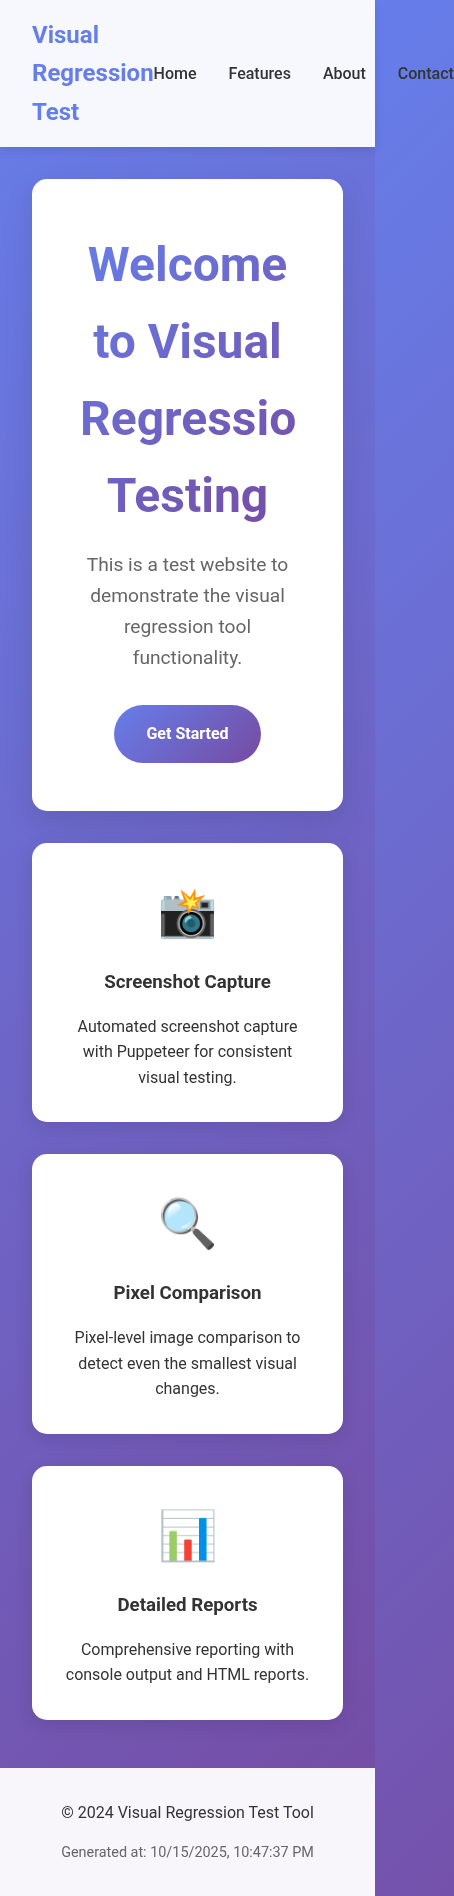 Visual
Regression
Test
Home Features About Contact
Welcome
to Visual
Regressio
Testing
This is a test website to
demonstrate the visual
regression tool
functionality.
Get Started
Screenshot Capture
Automated screenshot capture
with Puppeteer for consistent
visual testing.
Pixel Comparison
Pixel-level image comparison to
detect even the smallest visual
changes.
Detailed Reports
Comprehensive reporting with
console output and HTML reports.
© 2024 Visual Regression Test Tool
Generated at: 10/15/2025, 10:47:37 PM